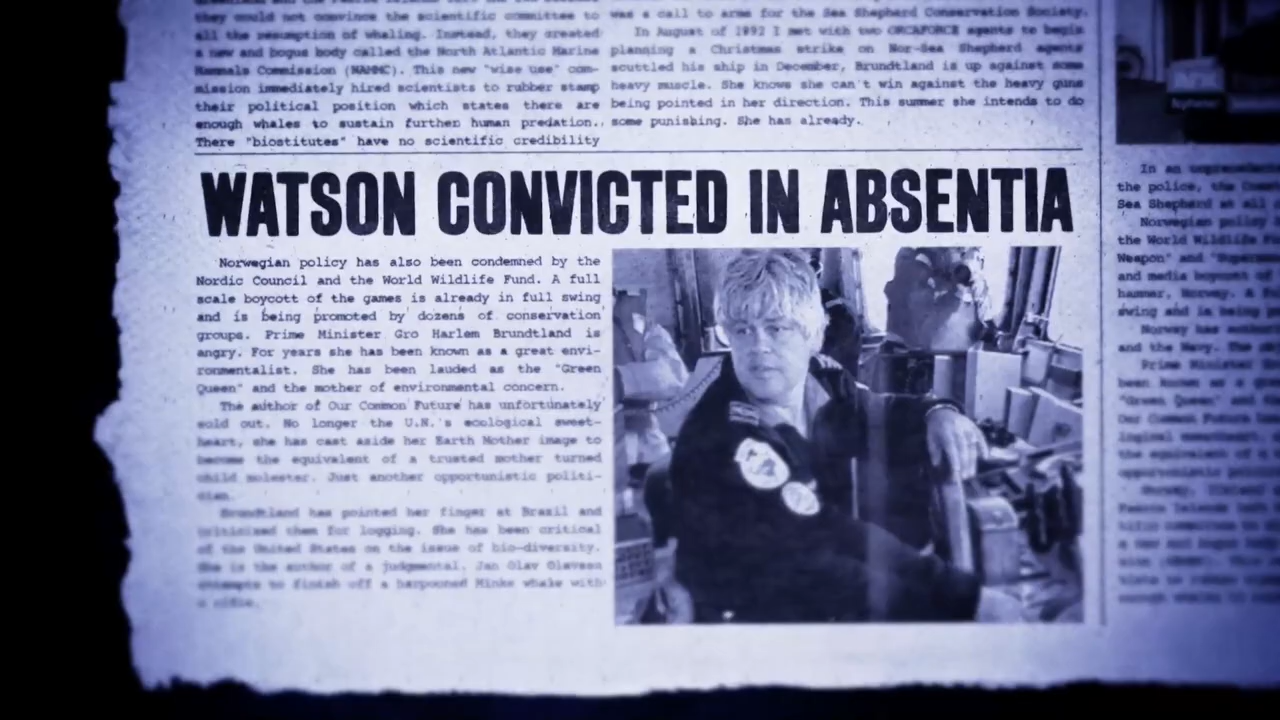 they could not convince the scientific committee to
all the resumption of whaling. Instead, they created
a new and bogus body called the North Atlantic Marine
Mammals Commission (NAMMC). This new "wise use" com-
mission immediately hired scientists to rubber stamp
their political position which states there are
enough whales to sustain further human predation.
There "biostitutes" have no scientific credibility
was a call to arms for the Sea Shepherd Conservation Society.
In August of 1992 I met with two ORCAFORCE agents to begin
planning a Christmas strike on Nor-Sea Shepherd agents
scuttled his ship in December, Brundtland is up against some
heavy muscle. She knows she can't win against the heavy guns
being pointed in her direction. This summer she intends to do
some punishing. She has already.
WATSON CONVICTED IN ABSENTIA
Norwegian policy has also been condemned by the
Nordic Council and the World Wildlife Fund. A full
scale boycott of the games is already in full swing
and is being promoted by dozens of conservation
groups. Prime Minister Gro Harlem Brundtland is
angry. For years she has been known as a great envi-
ronmentalist. She has been lauded as the "Green
Queen" and the mother of environmental concern.
The author of Our Common Future has unfortunately
sold out. No longer the U.N.'s ecological sweet-
heart, she has cast aside her Earth Mother image to
become the equivalent of a trusted mother turned
child molester. Just another opportunistic politi-
cian.
Brundtland has pointed her finger at Brazil and
criticized them for logging. She has been critical
of the United States on the issue of bio-diversity.
She is the author of a judgmental. Jan Olav Olavsen
attempts to finish off a harpooned Minke whale with
a rifle.
In an
the police, the
Sea Shepherd at all
Norwegian policy
the World Wildlife
Weapon" and
and media boycott of
hammer, Norway. A
swing and is being
Norway has
and the Navy. The
Prime Minister
been known as a
"Green Queen" and
Our Common Future